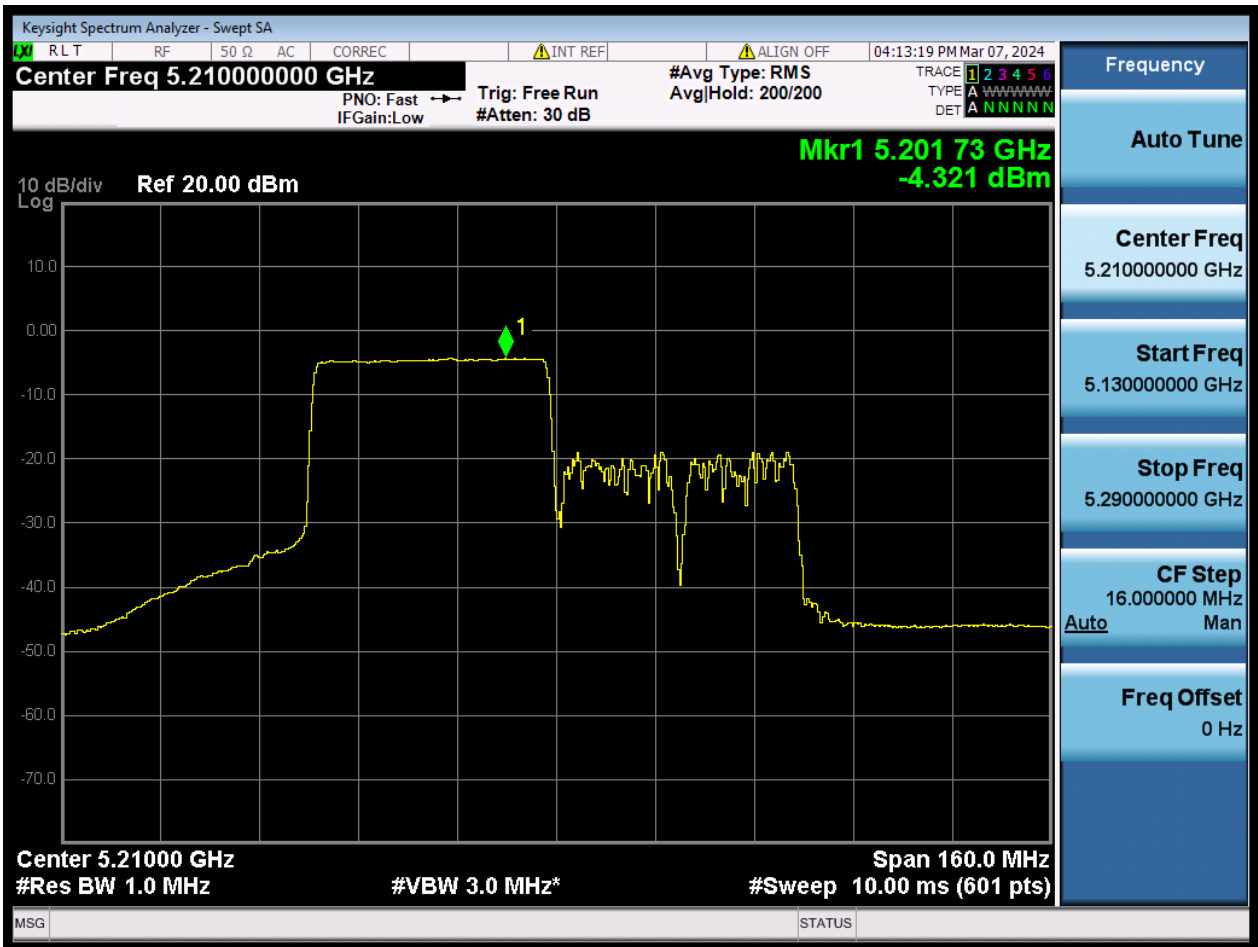 Keysight Spectrum Analyzer - Swept SA
LXI RLT RF 50 Ω AC CORREC INT REF ALIGN OFF 04:13:19 PM Mar 07, 2024
Center Freq 5.210000000 GHz
PNO: Fast
IFGain:Low
Trig: Free Run
#Atten: 30 dB
#Avg Type: RMS
Avg|Hold: 200/200
TRACE 1 2 3 4 5 6
TYPE A WWWWW
DET A N N N N N
Mkr1 5.201 73 GHz
-4.321 dBm
10 dB/div Ref 20.00 dBm
Log
10.0
0.00
-10.0
-20.0
-30.0
-40.0
-50.0
-60.0
-70.0
1
Center 5.21000 GHz Span 160.0 MHz
#Res BW 1.0 MHz #VBW 3.0 MHz* #Sweep 10.00 ms (601 pts)
MSG STATUS
Frequency
Auto Tune
Center Freq
5.210000000 GHz
Start Freq
5.130000000 GHz
Stop Freq
5.290000000 GHz
CF Step
16.000000 MHz
Auto Man
Freq Offset
0 Hz